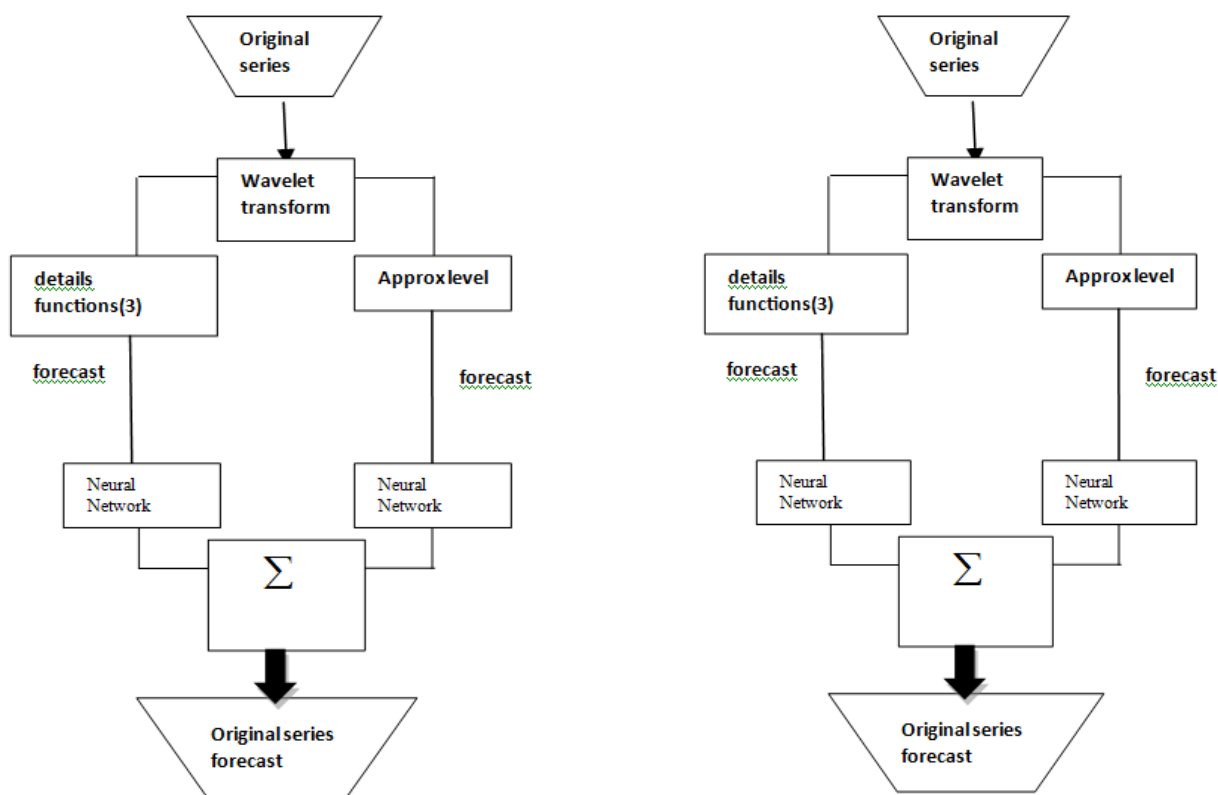 Original
series
Wavelet
transform
details
functions(3)
Approx level
forecast
forecast
Neural
Network
Neural
Network
Σ
Original series
forecast
Original
series
Wavelet
transform
details
functions(3)
Approx level
forecast
forecast
Neural
Network
Neural
Network
Σ
Original series
forecast